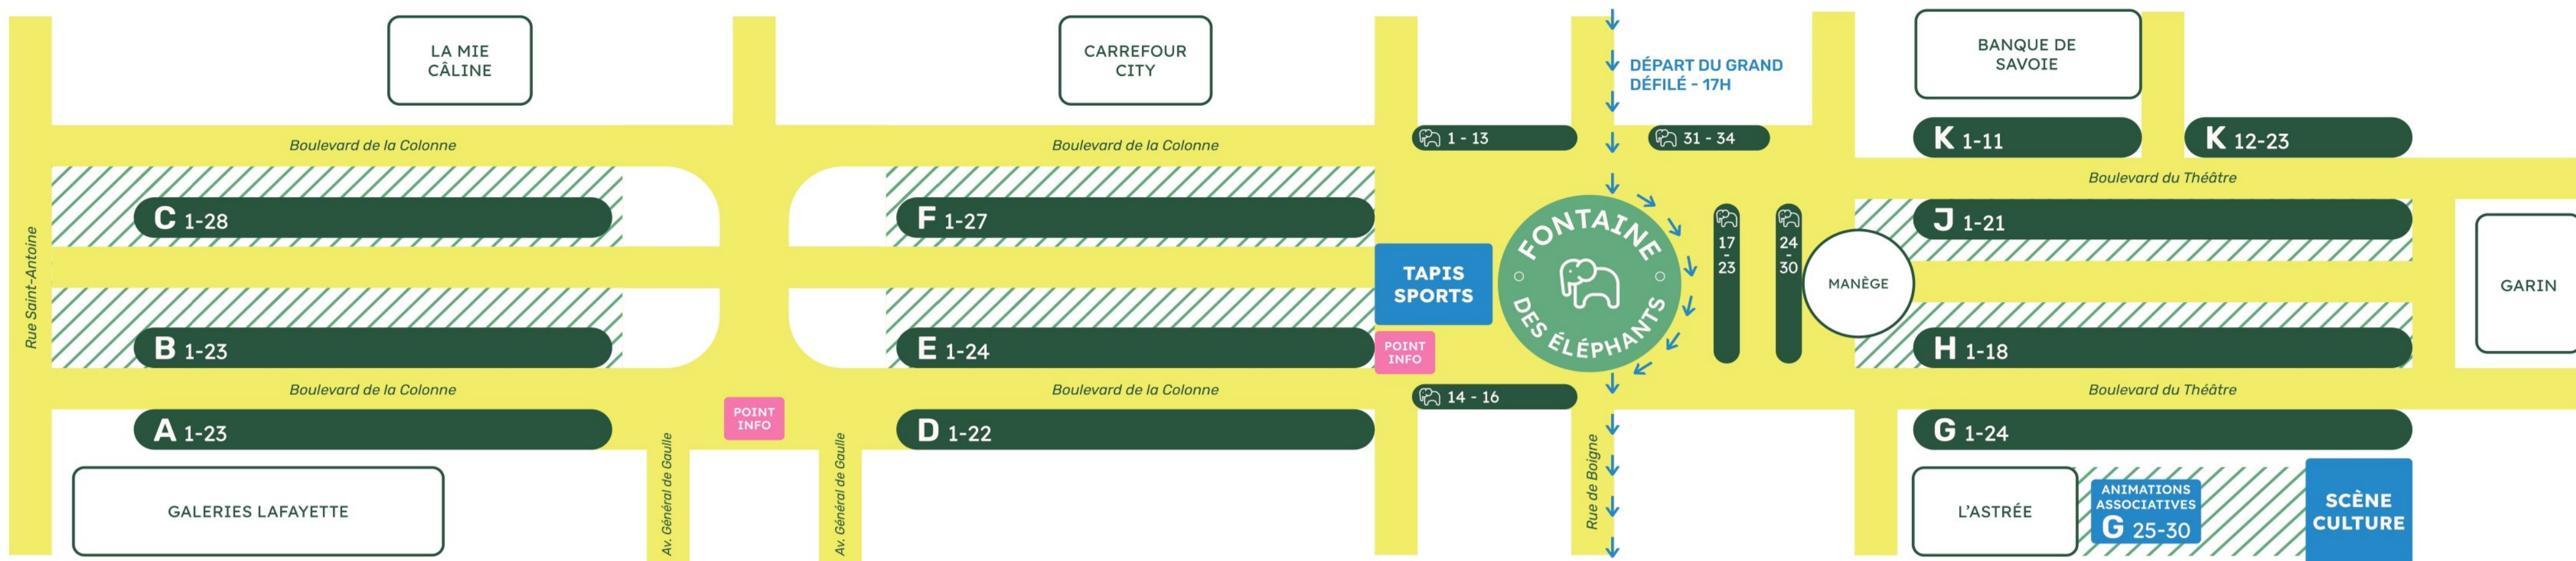 LA MIE
CÂLINE
CARREFOUR
CITY
DÉPART DU GRAND
DÉFILÉ - 17H
BANQUE DE
SAVOIE
Boulevard de la Colonne
Boulevard de la Colonne
1 - 13
31 - 34
K 1-11
K 12-23
Boulevard du Théâtre
C 1-28
F 1-27
J 1-21
Rue Saint-Antoine
TAPIS
SPORTS
FONTAINE
DES ÉLÉPHANTS
17
-
23
24
-
30
MANÈGE
GARIN
B 1-23
E 1-24
POINT
INFO
H 1-18
Boulevard de la Colonne
Boulevard de la Colonne
14 - 16
Boulevard du Théâtre
A 1-23
POINT
INFO
D 1-22
G 1-24
GALERIES LAFAYETTE
Av. Général de Gaulle
Av. Général de Gaulle
Rue de Boigne
L'ASTRÉE
ANIMATIONS
ASSOCIATIVES
G 25-30
SCÈNE
CULTURE